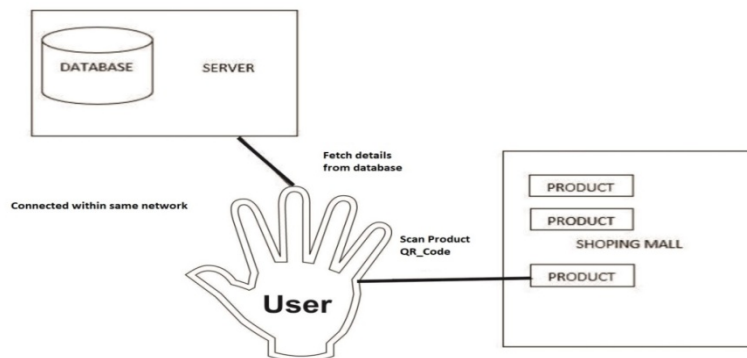 DATABASE
SERVER
Fetch details
from database
Connected within same network
PRODUCT
PRODUCT
Scan Product
QR_Code
SHOPING MALL
PRODUCT
User